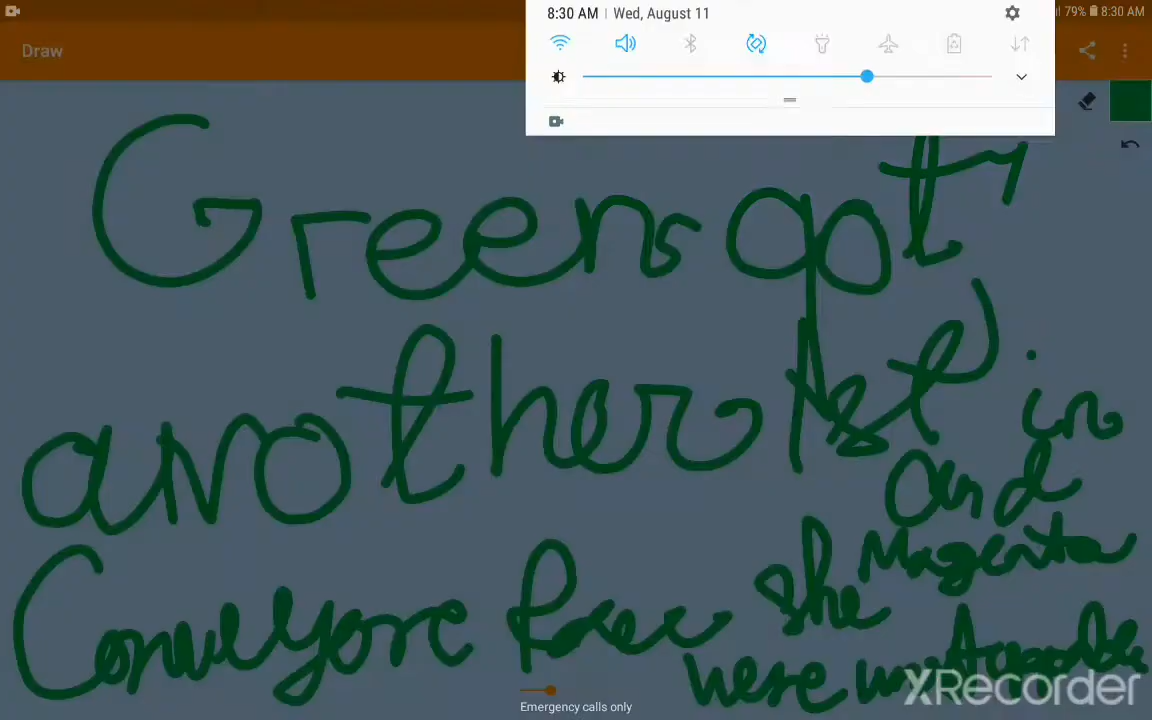 8:30 AM | Wed, August 11
79% 8:30 AM
Draw
Greens got
another 1st in
Conveyore Race she and Magenta
were
Emergency calls only
XRecorder